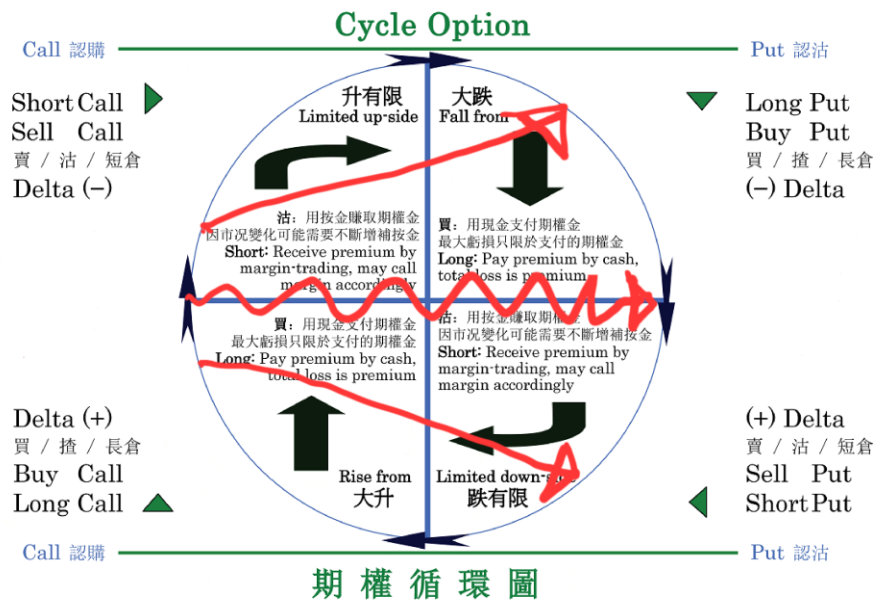 Cycle Option
Call 認購
Put 認沽
Short Call
Sell Call
賣 / 沽 / 短倉
Delta (–)
升有限
Limited up-side
大跌
Fall from
Long Put
Buy Put
買 / 揸 / 長倉
(–) Delta
沽: 用按金賺取期權金
因市況變化可能需要不斷增補按金
Short: Receive premium by
margin-trading, may call
margin accordingly
買: 用現金支付期權金
最大虧損只限於支付的期權金
Long: Pay premium by cash,
total loss is premium
買: 用現金支付期權金
最大虧損只限於支付的期權金
Long: Pay premium by cash,
total loss is premium
沽: 用按金賺取期權金
因市況變化可能需要不斷增補按金
Short: Receive premium by
margin-trading, may call
margin accordingly
Delta (+)
買 / 揸 / 長倉
Buy Call
Long Call
Rise from
大升
Limited down-side
跌有限
(+) Delta
賣 / 沽 / 短倉
Sell Put
Short Put
Call 認購
Put 認沽
期權循環圖